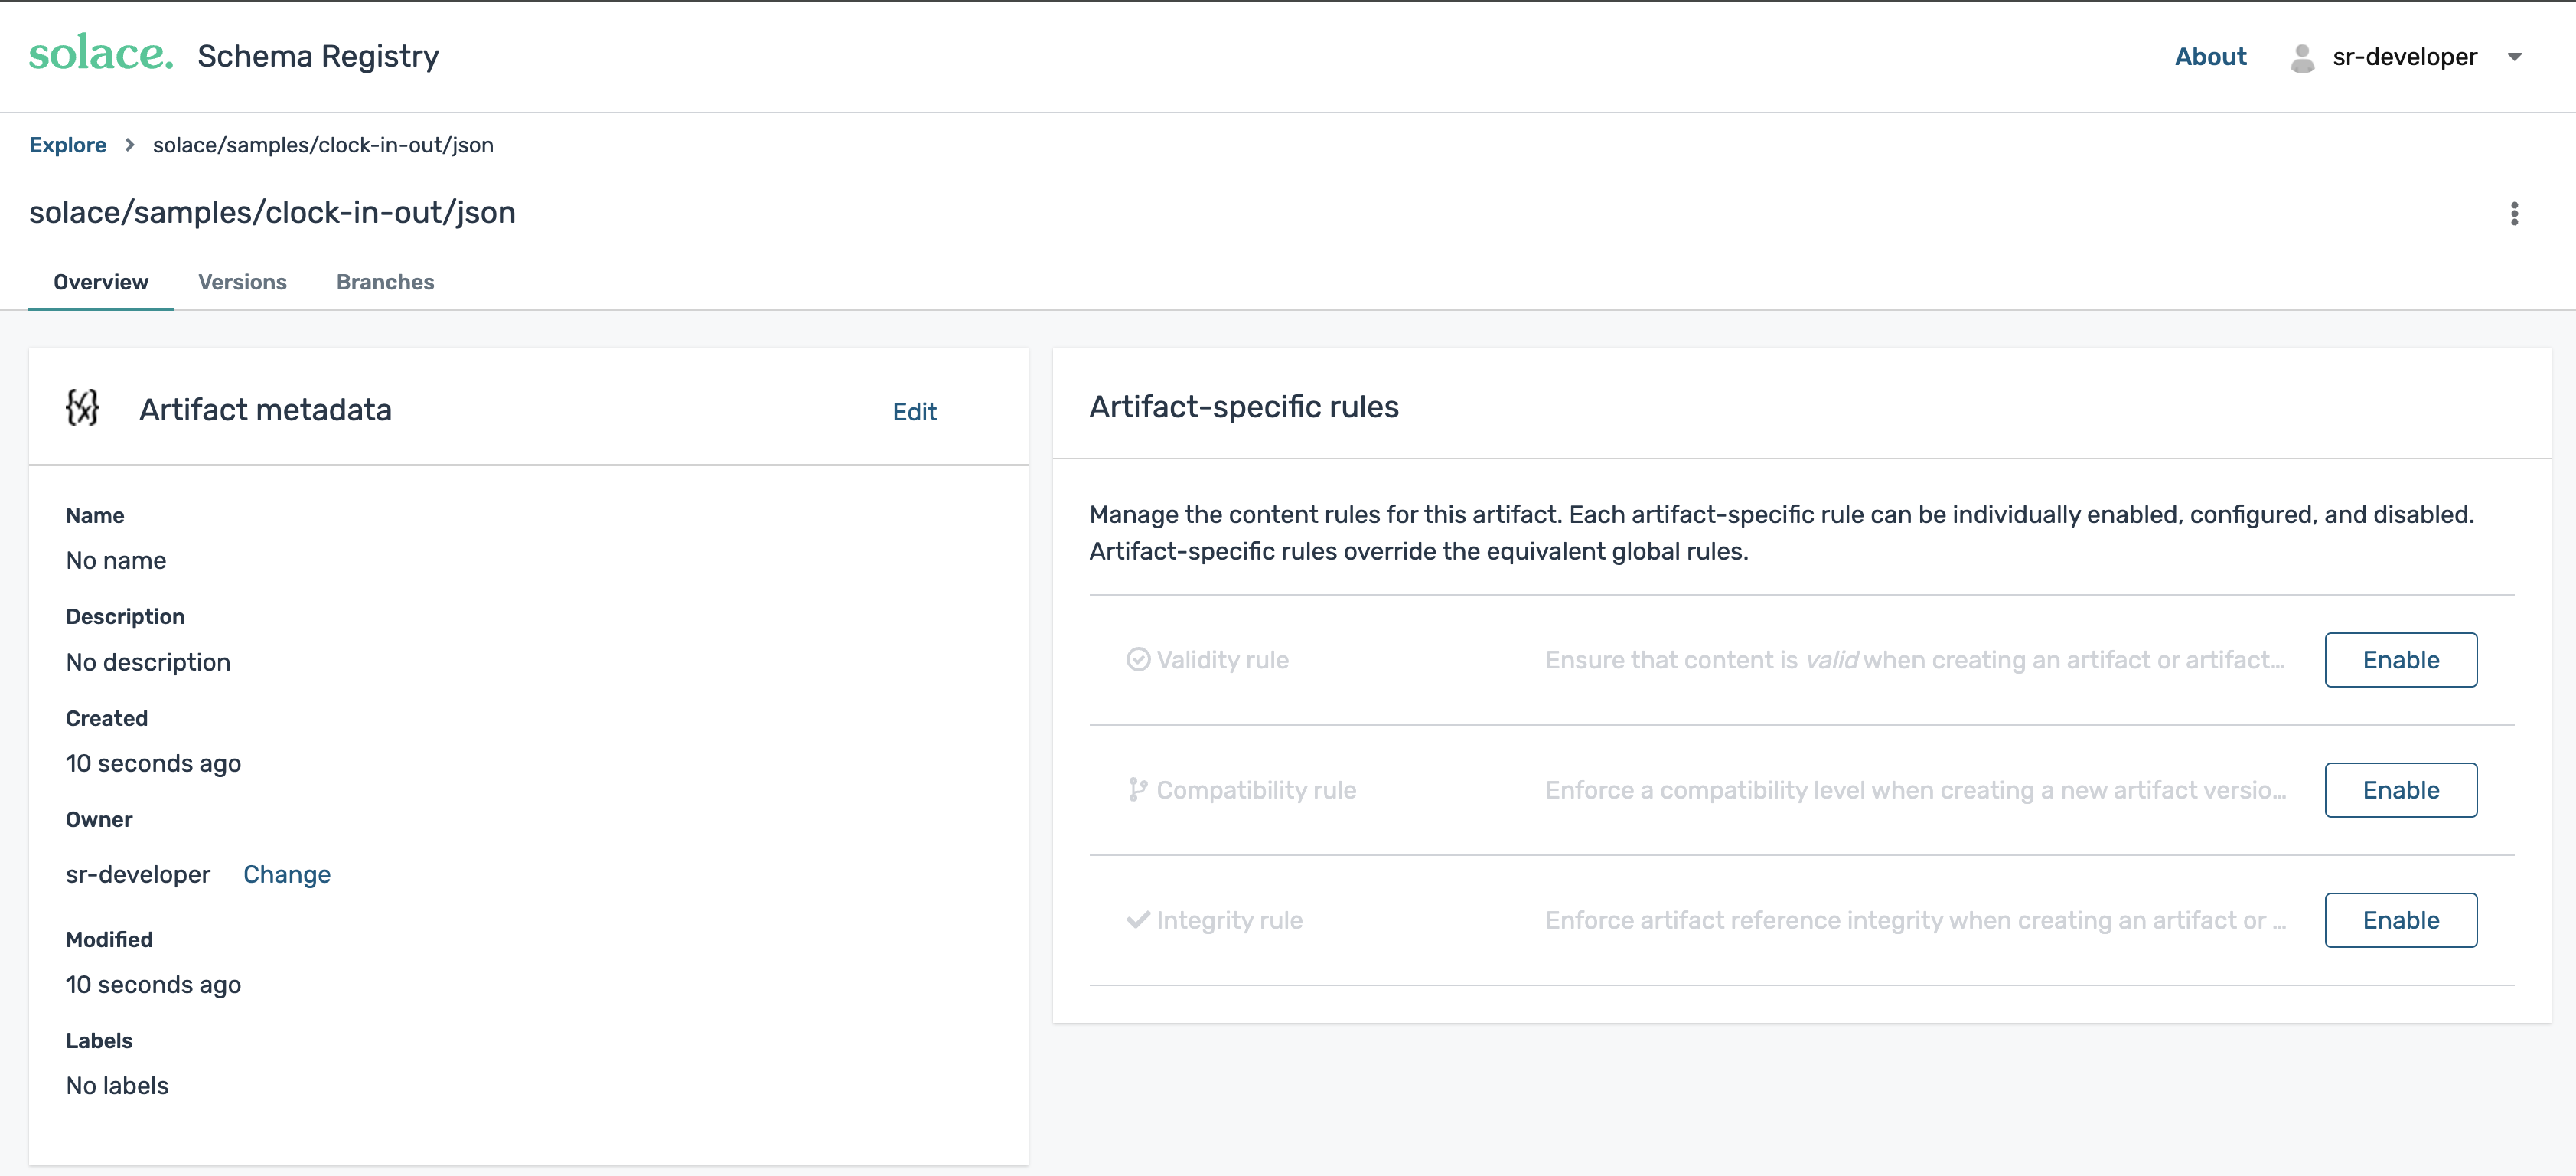 solace. Schema Registry
About sr-developer
Explore > solace/samples/clock-in-out/json
solace/samples/clock-in-out/json
Overview Versions Branches
Artifact metadata Edit
Name
No name
Description
No description
Created
10 seconds ago
Owner
sr-developer Change
Modified
10 seconds ago
Labels
No labels
Artifact-specific rules
Manage the content rules for this artifact. Each artifact-specific rule can be individually enabled, configured, and disabled.
Artifact-specific rules override the equivalent global rules.
Validity rule Ensure that content is valid when creating an artifact or artifact... Enable
Compatibility rule Enforce a compatibility level when creating a new artifact versio... Enable
Integrity rule Enforce artifact reference integrity when creating an artifact or ... Enable